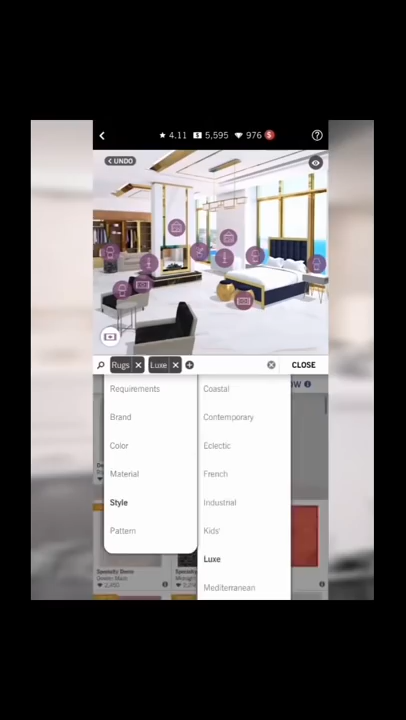 4.11 5,595 976 S ?
UNDO
Rugs × Luxe × CLOSE
OW
Requirements
Brand
Color
Material
Style
Pattern
Coastal
Contemporary
Eclectic
French
Industrial
Kids'
Luxe
Mediterranean